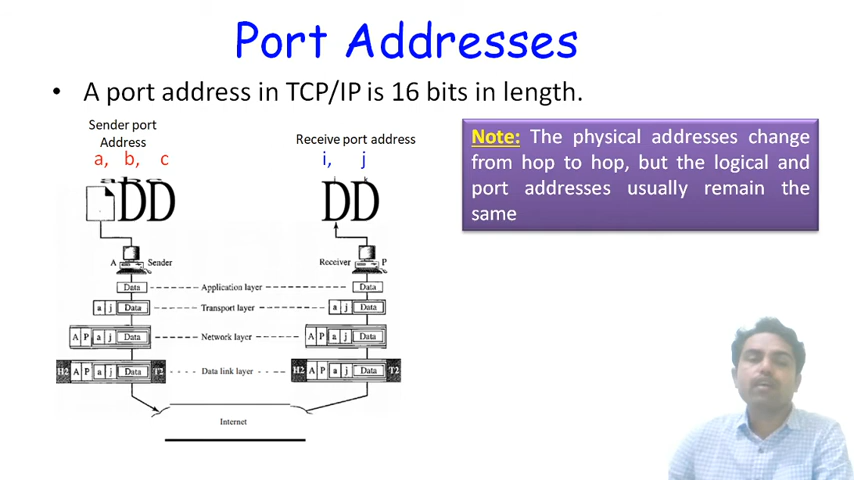 Port Addresses
• A port address in TCP/IP is 16 bits in length.
Sender port
Address
a, b, c
Receive port address
i, j
Note: The physical addresses change
from hop to hop, but the logical and
port addresses usually remain the
same
DD
DD
A Sender
Receiver P
Data Application layer Data
a j Data Transport layer a j Data
A P a j Data Network layer A P a j Data
H2 A P a j Data T2 Data link layer H2 A P a j Data T2
Internet